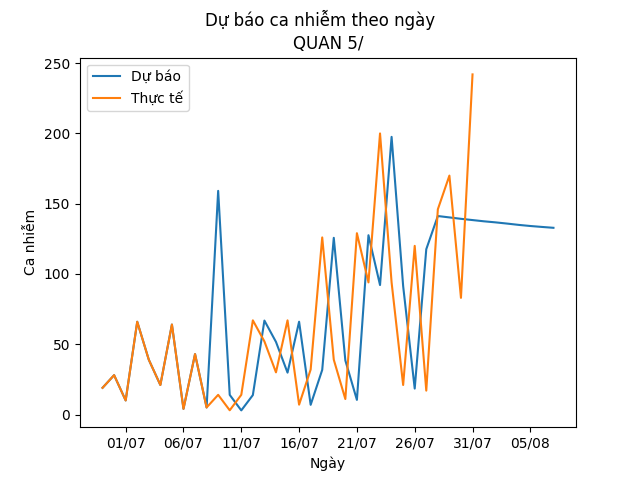 Dự báo ca nhiễm theo ngày
QUAN 5/
Dự báo
Thực tế
Ca nhiễm
250
200
150
100
50
0
01/07 06/07 11/07 16/07 21/07 26/07 31/07 05/08
Ngày